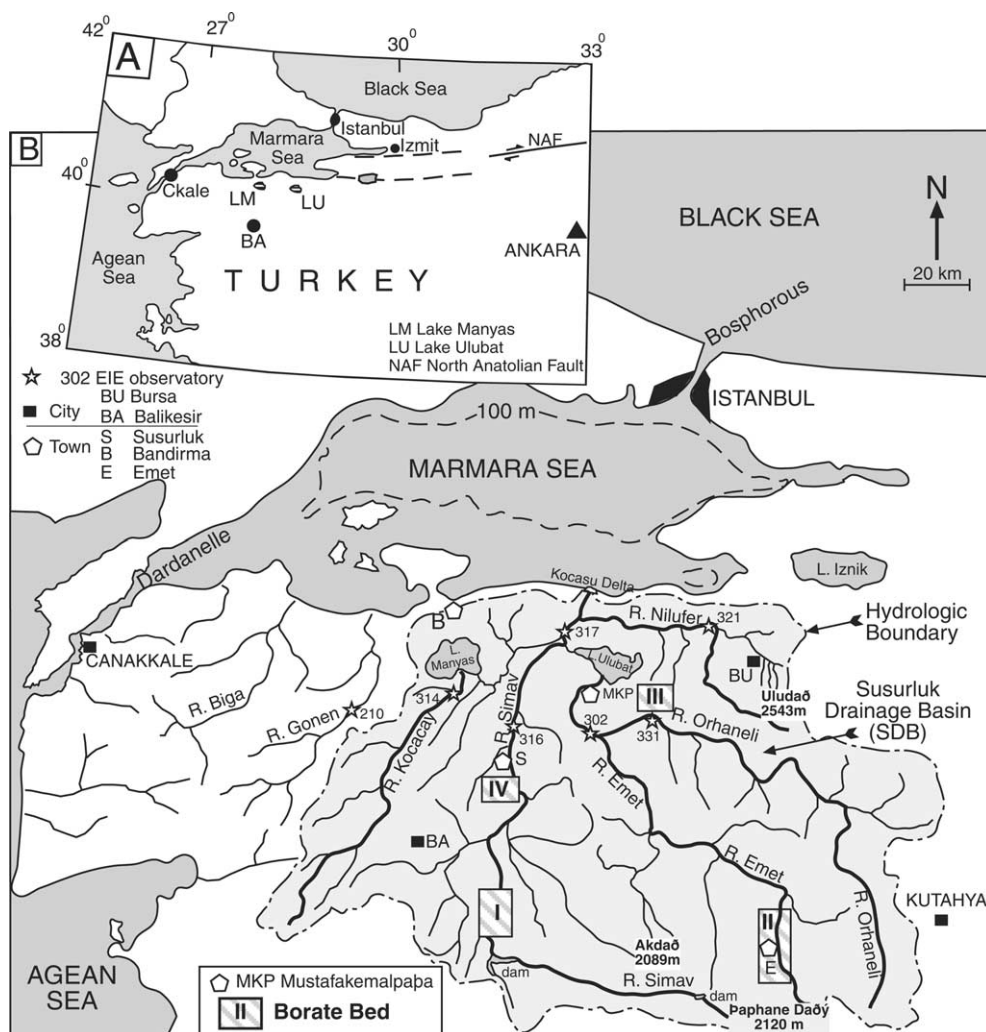 42⁰
27⁰
30⁰
33⁰
A
Black Sea
Istanbul
Marmara
Sea
Izmit
NAF
B
40⁰
Ckale
LM
LU
BA
ANKARA
Agean
Sea
TURKEY
38⁰
LM Lake Manyas
LU Lake Ulubat
NAF North Anatolian Fault
N
BLACK SEA
20 km
Bosphorous
302 EIE observatory
BU Bursa
City
BA Balikesir
Town
S Susurluk
B Bandirma
E Emet
ISTANBUL
100 m
MARMARA SEA
Dardanelle
L. Iznik
Kocasu Delta
B
R. Nilufer
321
Hydrologic
Boundary
317
CANAKKALE
L.
Manyas
L.Ulubat
BU
R. Biga
314
MKP
III
Uludað
2543m
Susurluk
Drainage Basin
(SDB)
R. Gonen
210
R. Simav
316
302
331
R. Orhaneli
R. Kocacay
S
IV
R. Emet
BA
R. Emet
I
II
E
KUTAHYA
R. Orhaneli
Akdað
2089m
AGEAN
SEA
dam
R. Simav
dam
Þaphane Daðý
2120 m
MKP Mustafakemalpaþa
II Borate Bed